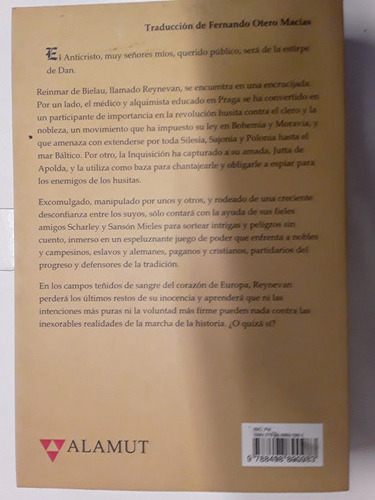 Traducción de Fernando Otero Macías
El Anticristo, muy señores míos, querido público, será de la estirpe
de Dan.
Reinmar de Bielau, llamado Reynevan, se encuentra en una encrucijada.
Por un lado, el médico y alquimista educado en Praga se ha convertido en
un participante de importancia en la revolución husita contra el clero y la
nobleza, un movimiento que ha impuesto su ley en Bohemia y Moravia, y
que amenaza con extenderse por toda Silesia, Sajonia y Polonia hasta el
mar Báltico. Por otro, la Inquisición ha capturado a su amada, Jutta de
Apolda, y la utiliza como baza para chantajearle y obligarle a espiar para
los enemigos de los husitas.
Excomulgado, manipulado por unos y otros, y rodeado de una creciente
desconfianza entre los suyos, sólo contará con la ayuda de sus fieles
amigos Scharley y Sansón Mieles para sortear intrigas y peligros sin
cuento, inmerso en un espeluznante juego de poder que enfrenta a nobles
y campesinos, eslavos y alemanes, paganos y cristianos, partidarios del
progreso y defensores de la tradición.
En los campos teñidos de sangre del corazón de Europa, Reynevan
perderá los últimos restos de su inocencia y aprenderá que ni las
intenciones más puras ni la voluntad más firme pueden nada contra las
inexorables realidades de la marcha de la historia. ¿O quizá sí?
ALAMUT
9 788498 890983